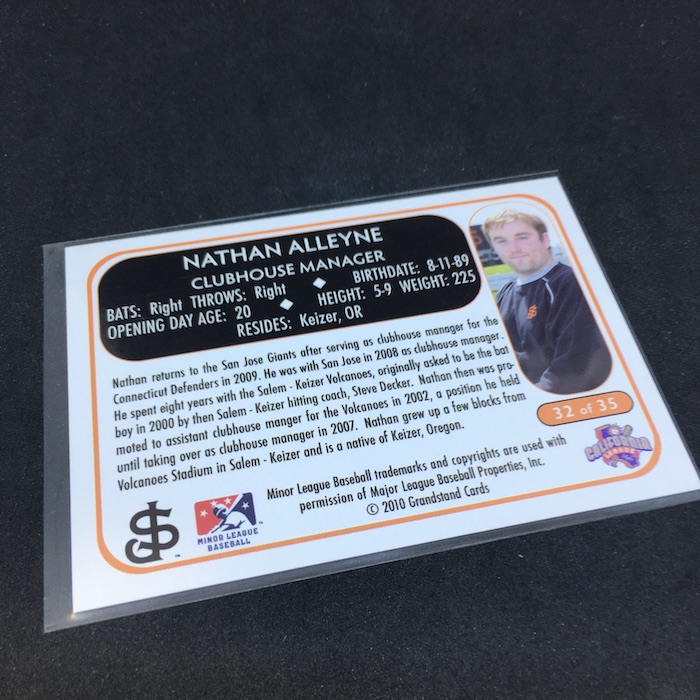 NATHAN ALLEYNE
CLUBHOUSE MANAGER
BATS: Right THROWS: Right BIRTHDATE: 8-11-89
OPENING DAY AGE: 20 HEIGHT: 5-9 WEIGHT: 225
RESIDES: Keizer, OR
Nathan returns to the San Jose Giants after serving as clubhouse manager for the
Connecticut Defenders in 2009. He was with San Jose in 2008 as clubhouse manager.
He spent eight years with the Salem - Keizer Volcanoes, originally asked to be the bat
boy in 2000 by then Salem - Keizer hitting coach, Steve Decker. Nathan then was pro-
moted to assistant clubhouse manger for the Volcanoes in 2002, a position he held
until taking over as clubhouse manager in 2007. Nathan grew up a few blocks from
Volcanoes Stadium in Salem - Keizer and is a native of Keizer, Oregon.
32 of 35
CALIFORNIA
LEAGUE
Minor League Baseball trademarks and copyrights are used with
permission of Major League Baseball Properties, Inc.
© 2010 Grandstand Cards
SJ
MINOR LEAGUE
BASEBALL